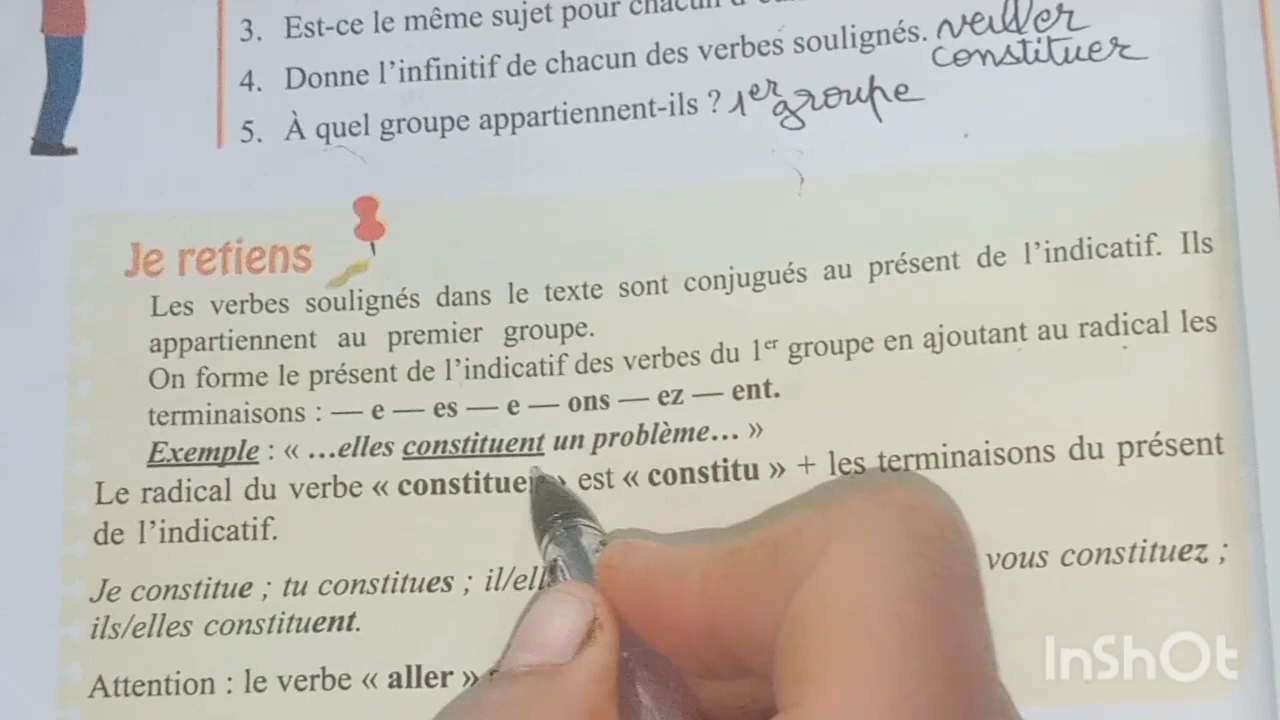 3. Est-ce le même sujet pour chacun
4. Donne l'infinitif de chacun des verbes soulignés. veiller
constituer
5. À quel groupe appartiennent-ils ? 1er groupe
Je retiens
Les verbes soulignés dans le texte sont conjugués au présent de l'indicatif. Ils
appartiennent au premier groupe.
On forme le présent de l'indicatif des verbes du 1er groupe en ajoutant au radical les
terminaisons : — e — es — e — ons — ez — ent.
Exemple : « ...elles constituent un problème... »
Le radical du verbe « constitue » est « constitu » + les terminaisons du présent
de l'indicatif.
Je constitue ; tu constitues ; il/ell vous constituez ;
ils/elles constituent.
Attention : le verbe « aller »
InShOt